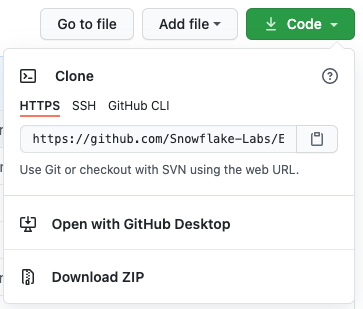 Go to file Add file Code
Clone
HTTPS SSH GitHub CLI
https://github.com/Snowflake-Labs/E
Use Git or checkout with SVN using the web URL.
Open with GitHub Desktop
Download ZIP